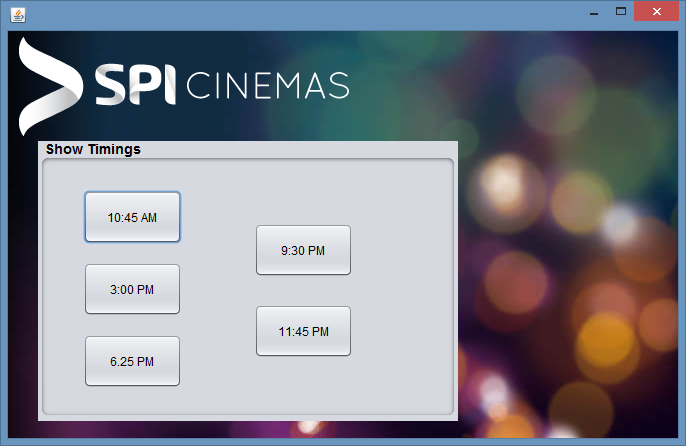 SPI CINEMAS
Show Timings
10:45 AM
3:00 PM
6.25 PM
9:30 PM
11:45 PM